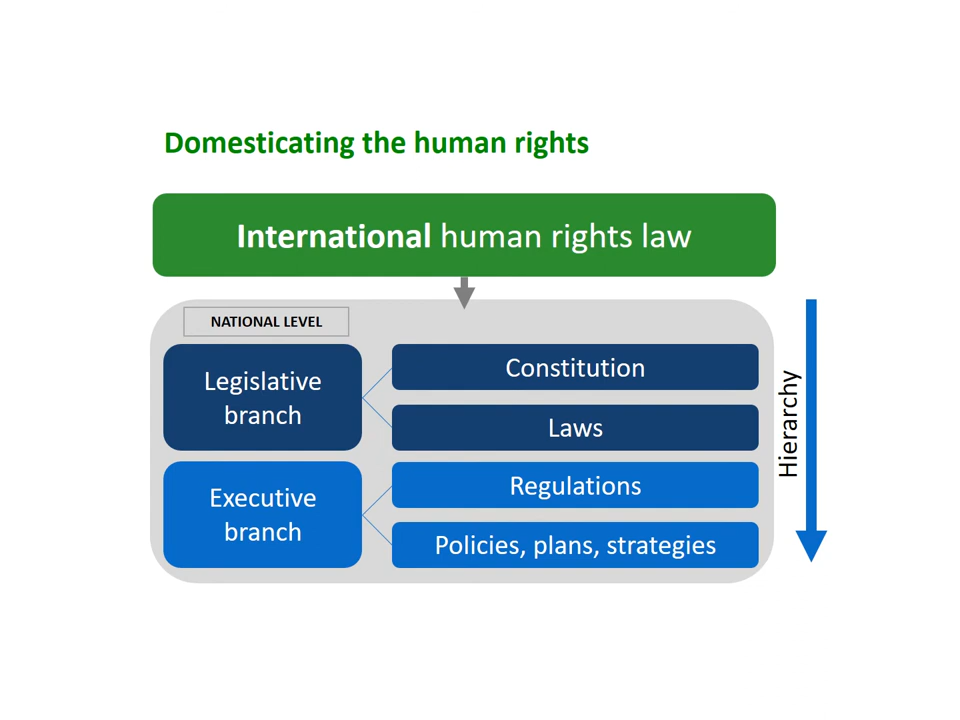 Domesticating the human rights
International human rights law
NATIONAL LEVEL
Legislative
branch
Constitution
Laws
Executive
branch
Regulations
Policies, plans, strategies
Hierarchy